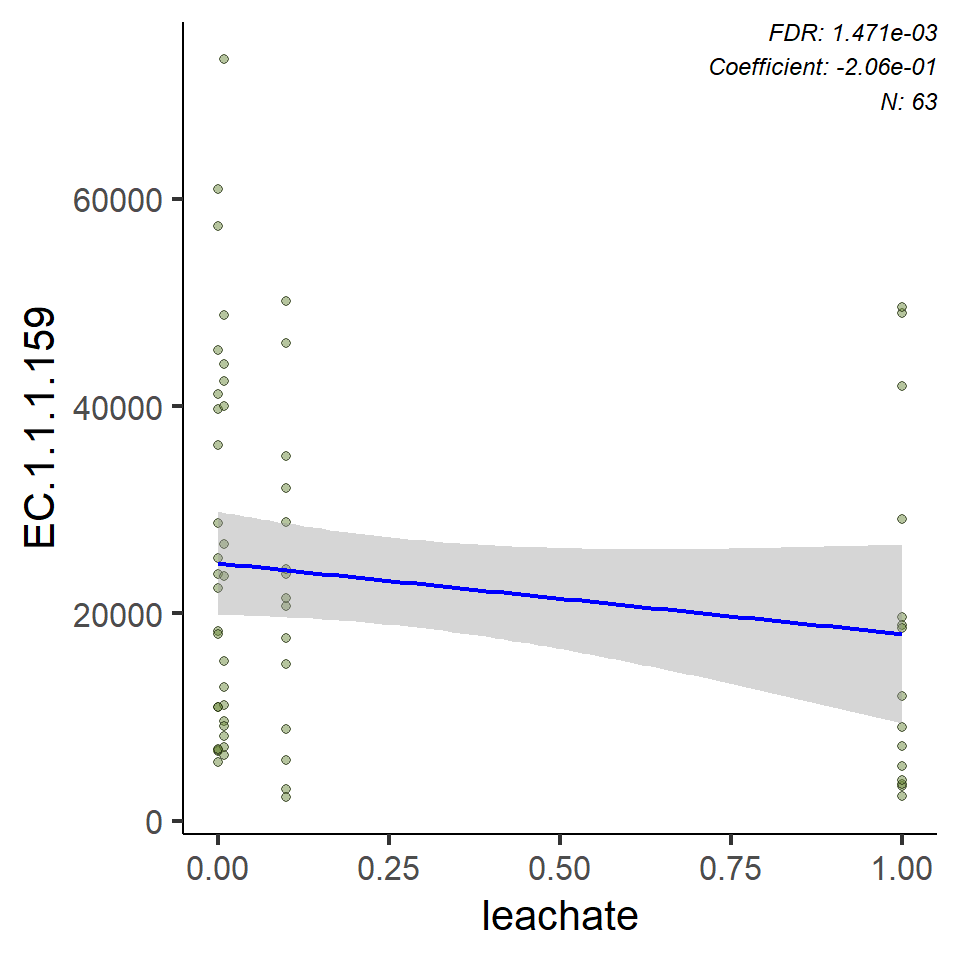 FDR: 1.471e-03
Coefficient: -2.06e-01
N: 63
EC.1.1.1.159
60000
40000
20000
0
0.00 0.25 0.50 0.75 1.00
leachate